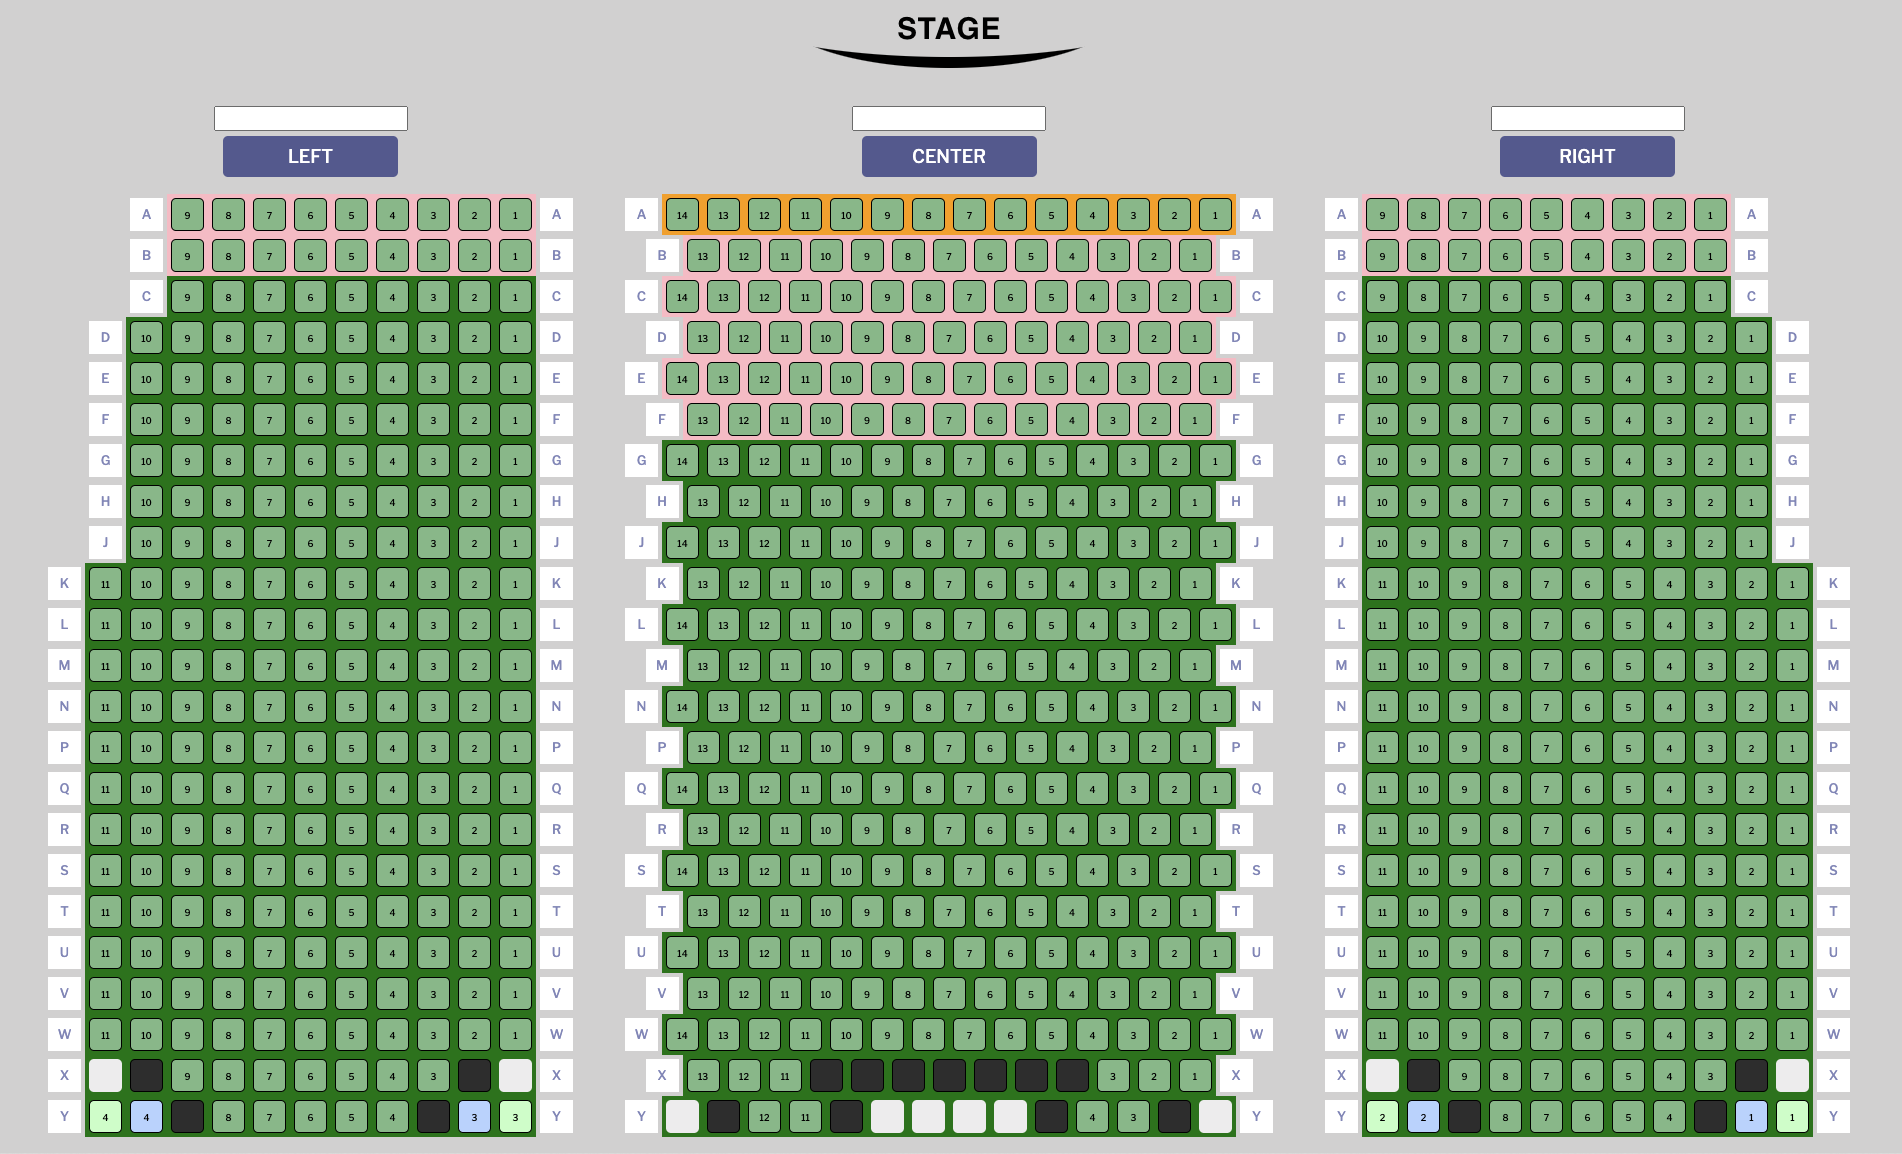 STAGE
LEFT CENTER RIGHT
A 9 8 7 6 5 4 3 2 1 A A 14 13 12 11 10 9 8 7 6 5 4 3 2 1 A A 9 8 7 6 5 4 3 2 1 A
B 9 8 7 6 5 4 3 2 1 B B 13 12 11 10 9 8 7 6 5 4 3 2 1 B B 9 8 7 6 5 4 3 2 1 B
C 9 8 7 6 5 4 3 2 1 C C 14 13 12 11 10 9 8 7 6 5 4 3 2 1 C C 9 8 7 6 5 4 3 2 1 C
D 10 9 8 7 6 5 4 3 2 1 D D 13 12 11 10 9 8 7 6 5 4 3 2 1 D D 10 9 8 7 6 5 4 3 2 1 D
E 10 9 8 7 6 5 4 3 2 1 E E 14 13 12 11 10 9 8 7 6 5 4 3 2 1 E E 10 9 8 7 6 5 4 3 2 1 E
F 10 9 8 7 6 5 4 3 2 1 F F 13 12 11 10 9 8 7 6 5 4 3 2 1 F F 10 9 8 7 6 5 4 3 2 1 F
G 10 9 8 7 6 5 4 3 2 1 G G 14 13 12 11 10 9 8 7 6 5 4 3 2 1 G G 10 9 8 7 6 5 4 3 2 1 G
H 10 9 8 7 6 5 4 3 2 1 H H 13 12 11 10 9 8 7 6 5 4 3 2 1 H H 10 9 8 7 6 5 4 3 2 1 H
J 10 9 8 7 6 5 4 3 2 1 J J 14 13 12 11 10 9 8 7 6 5 4 3 2 1 J J 10 9 8 7 6 5 4 3 2 1 J
K 11 10 9 8 7 6 5 4 3 2 1 K K 13 12 11 10 9 8 7 6 5 4 3 2 1 K K 11 10 9 8 7 6 5 4 3 2 1 K
L 11 10 9 8 7 6 5 4 3 2 1 L L 14 13 12 11 10 9 8 7 6 5 4 3 2 1 L L 11 10 9 8 7 6 5 4 3 2 1 L
M 11 10 9 8 7 6 5 4 3 2 1 M M 13 12 11 10 9 8 7 6 5 4 3 2 1 M M 11 10 9 8 7 6 5 4 3 2 1 M
N 11 10 9 8 7 6 5 4 3 2 1 N N 14 13 12 11 10 9 8 7 6 5 4 3 2 1 N N 11 10 9 8 7 6 5 4 3 2 1 N
P 11 10 9 8 7 6 5 4 3 2 1 P P 13 12 11 10 9 8 7 6 5 4 3 2 1 P P 11 10 9 8 7 6 5 4 3 2 1 P
Q 11 10 9 8 7 6 5 4 3 2 1 Q Q 14 13 12 11 10 9 8 7 6 5 4 3 2 1 Q Q 11 10 9 8 7 6 5 4 3 2 1 Q
R 11 10 9 8 7 6 5 4 3 2 1 R R 13 12 11 10 9 8 7 6 5 4 3 2 1 R R 11 10 9 8 7 6 5 4 3 2 1 R
S 11 10 9 8 7 6 5 4 3 2 1 S S 14 13 12 11 10 9 8 7 6 5 4 3 2 1 S S 11 10 9 8 7 6 5 4 3 2 1 S
T 11 10 9 8 7 6 5 4 3 2 1 T T 13 12 11 10 9 8 7 6 5 4 3 2 1 T T 11 10 9 8 7 6 5 4 3 2 1 T
U 11 10 9 8 7 6 5 4 3 2 1 U U 14 13 12 11 10 9 8 7 6 5 4 3 2 1 U U 11 10 9 8 7 6 5 4 3 2 1 U
V 11 10 9 8 7 6 5 4 3 2 1 V V 13 12 11 10 9 8 7 6 5 4 3 2 1 V V 11 10 9 8 7 6 5 4 3 2 1 V
W 11 10 9 8 7 6 5 4 3 2 1 W W 14 13 12 11 10 9 8 7 6 5 4 3 2 1 W W 11 10 9 8 7 6 5 4 3 2 1 W
X 9 8 7 6 5 4 3 X X 13 12 11 3 2 1 X X 9 8 7 6 5 4 3 X
Y 4 4 8 7 6 5 4 3 3 Y Y 12 11 4 3 Y Y 2 2 8 7 6 5 4 1 1 Y